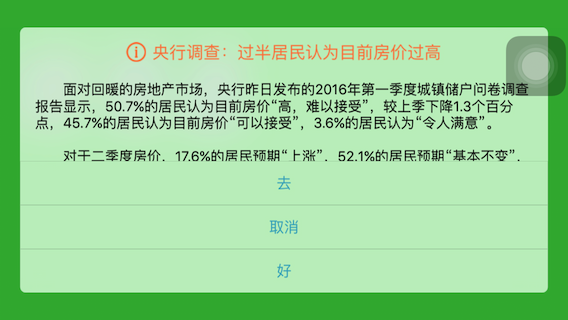 央行调查：过半居民认为目前房价过高
面对回暖的房地产市场，央行昨日发布的2016年第一季度城镇储户问卷调查
报告显示，50.7%的居民认为目前房价“高，难以接受”，较上季下降1.3个百分
点，45.7%的居民认为目前房价“可以接受”，3.6%的居民认为“令人满意”。
对于二季度房价，17.6%的居民预期“上涨”，52.1%的居民预期“基本不变”，
去
取消
好